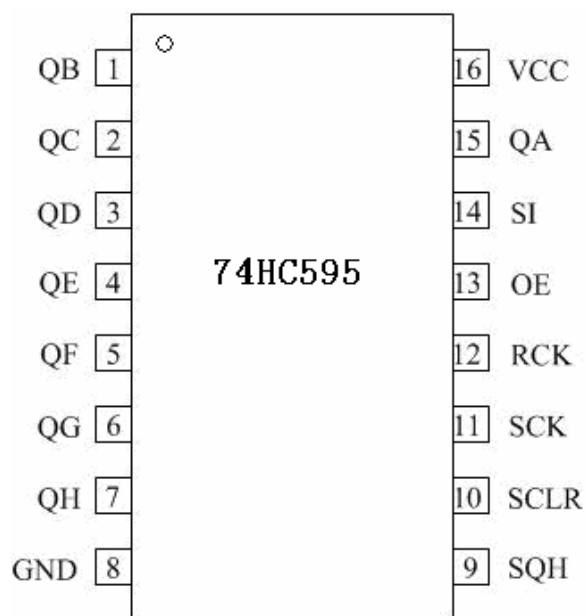 QB 1 16 VCC
QC 2 15 QA
QD 3 14 SI
QE 4 13 OE
74HC595
QF 5 12 RCK
QG 6 11 SCK
QH 7 10 SCLR
GND 8 9 SQH